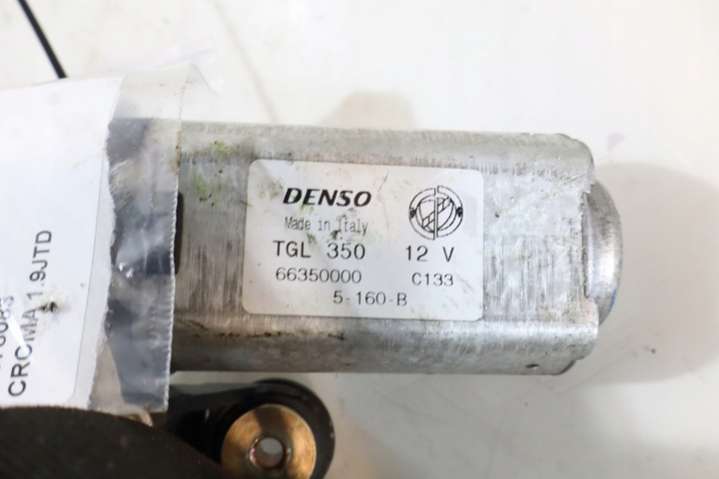 DENSO
Made in Italy
TGL 350 12 V
66350000 C133
5-160-B
CROMA 1.9JTD